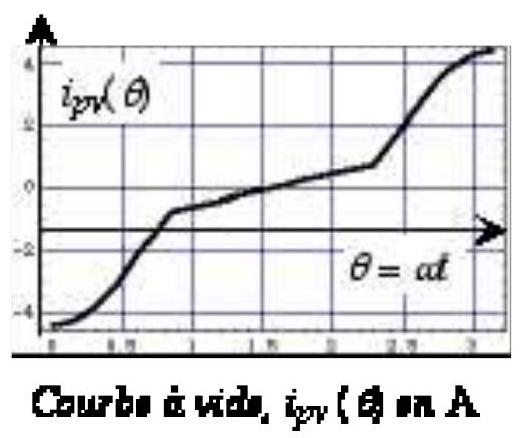 4
i_pv(θ)
2
0
-2
θ = ωt
-4
0 0.5 1 1.5 2 2.5 3
Courbe à vide, i_pv (θ) en A